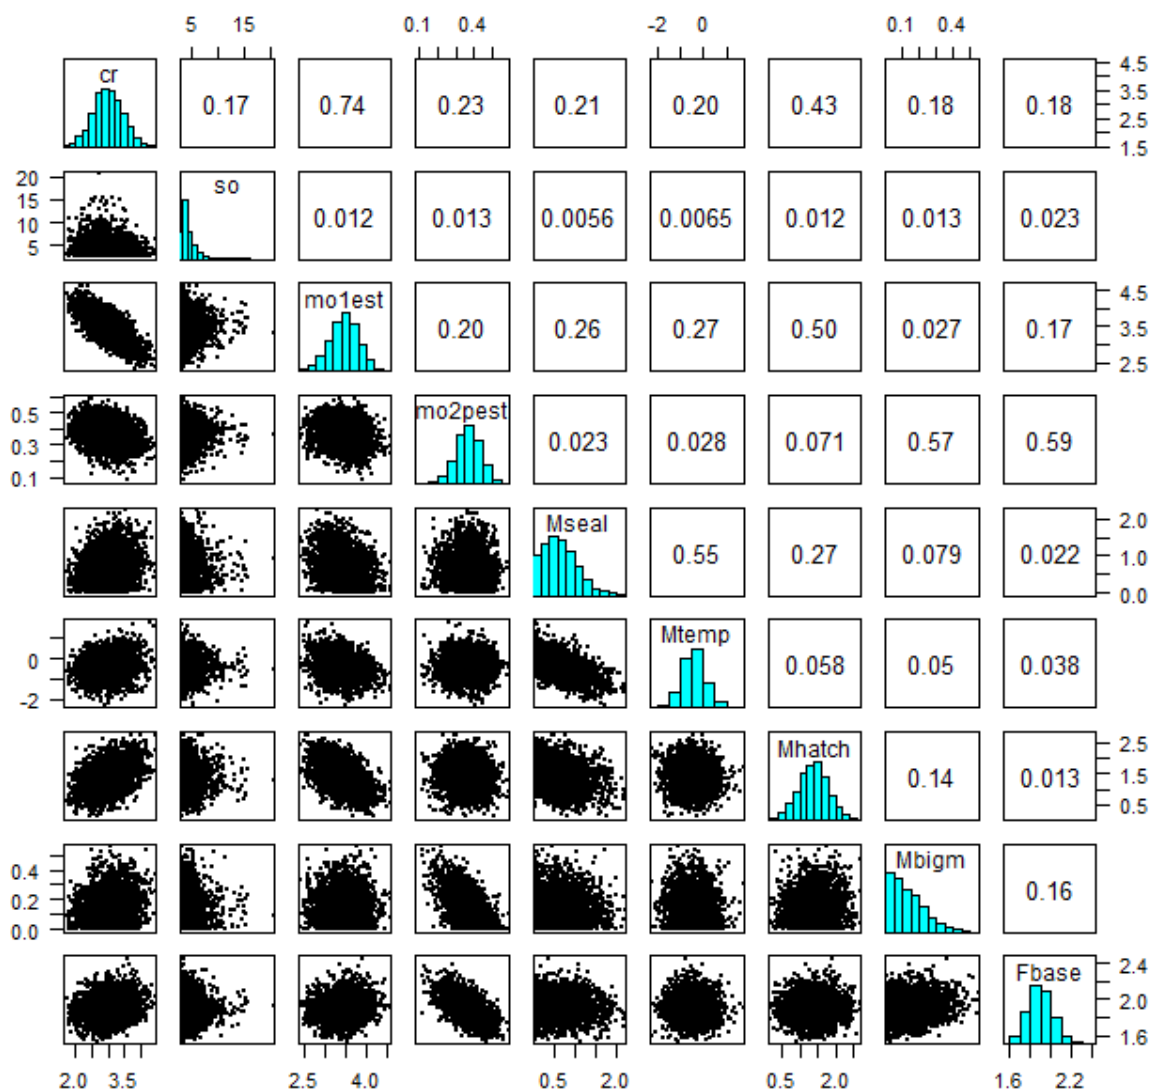 5 15 0.1 0.4 -2 0 0.1 0.4
cr 0.17 0.74 0.23 0.21 0.20 0.43 0.18 0.18 4.5 3.5 2.5 1.5
20 15 10 5 so 0.012 0.013 0.0056 0.0065 0.012 0.013 0.023
mo1est 0.20 0.26 0.27 0.50 0.027 0.17 4.5 3.5 2.5
0.5 0.3 0.1 mo2pest 0.023 0.028 0.071 0.57 0.59
Mseal 0.55 0.27 0.079 0.022 2.0 1.0 0.0
0 -2 Mtemp 0.058 0.05 0.038
Mhatch 0.14 0.013 2.5 1.5 0.5
0.4 0.2 0.0 Mbigm 0.16
Fbase 2.4 2.0 1.6
2.0 3.5 2.5 4.0 0.5 2.0 0.5 2.0 1.6 2.2